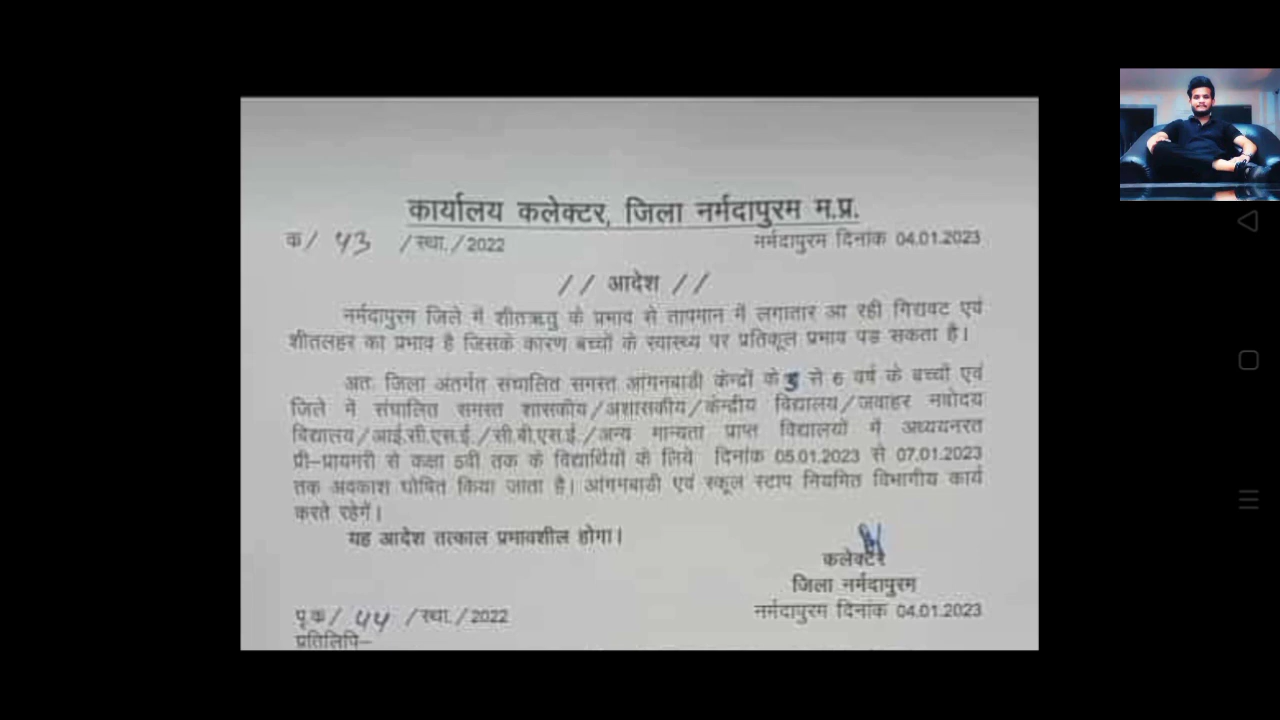 कार्यालय कलेक्टर, जिला नर्मदापुरम म.प्र.
क/ 43 /स्था./2022 नर्मदापुरम दिनांक 04.01.2023
// आदेश //
नर्मदापुरम जिले में शीतऋतु के प्रभाव से तापमान में लगातार आ रही गिरावट एवं
शीतलहर का प्रभाव है जिसके कारण बच्चों के स्वास्थ्य पर प्रतिकूल प्रभाव पड सकता है।
अतः जिला अंतर्गत संचालित समस्त आंगनबाडी केन्द्रों के से 6 वर्ष के बच्चों एवं
जिले में संचालित समस्त शासकीय/अशासकीय/केन्द्रीय विद्यालय/जवाहर नवोदय
विद्यालय/आई.सी.एस.ई./सी.बी.एस.ई./अन्य मान्यता प्राप्त विद्यालयों में अध्ययनरत
प्री-प्रायमरी से कक्षा 5वी तक के विद्यार्थियों के लिये दिनांक 05.01.2023 से 07.01.2023
तक अवकाश घोषित किया जाता है। आंगनबाडी एवं स्कूल स्टाप नियमित विभागीय कार्य
करते रहेगें।
यह आदेश तत्काल प्रभावशील होगा।
कलेक्टर
जिला नर्मदापुरम
पृ.क/ 44 /स्था./2022 नर्मदापुरम दिनांक 04.01.2023
प्रतिलिपि-